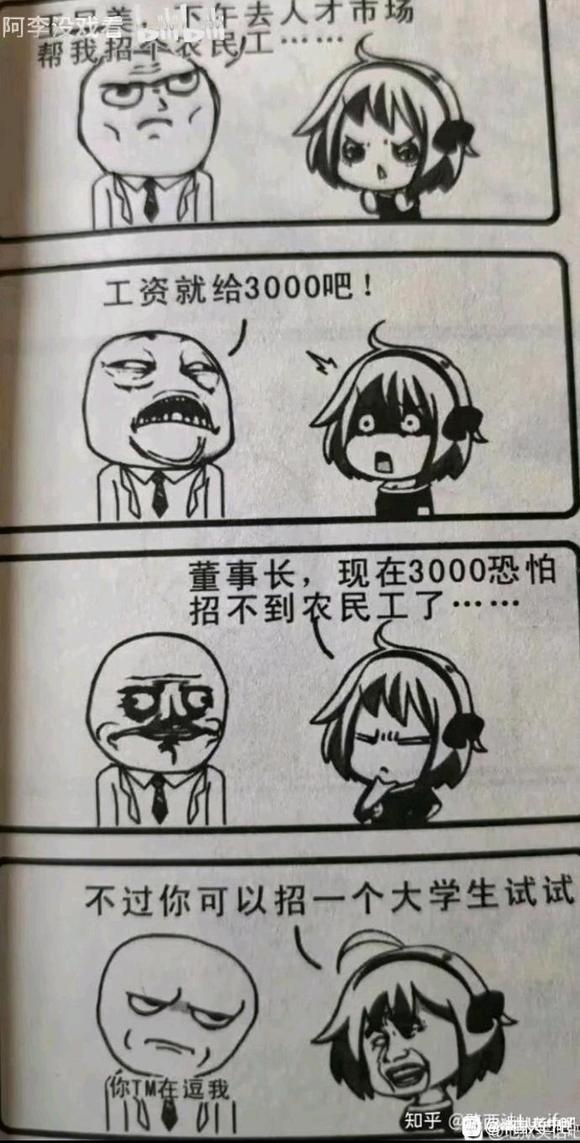 阿李没戏看 bilibili
下午去人才市场
帮我招个农民工……
工资就给3000吧！
董事长，现在3000恐怕
招不到农民工了……
不过你可以招一个大学生试试
你TM在逗我
知乎